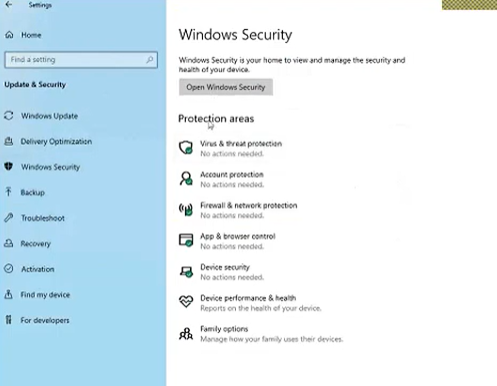 Settings
Home
Find a setting
Update & Security
Windows Update
Delivery Optimization
Windows Security
Backup
Troubleshoot
Recovery
Activation
Find my device
For developers
Windows Security
Windows Security is your home to view and manage the security and
health of your device.
Open Windows Security
Protection areas
Virus & threat protection
No actions needed.
Account protection
No actions needed.
Firewall & network protection
No actions needed.
App & browser control
No actions needed.
Device security
No actions needed.
Device performance & health
Reports on the health of your device.
Family options
Manage how your family uses their devices.